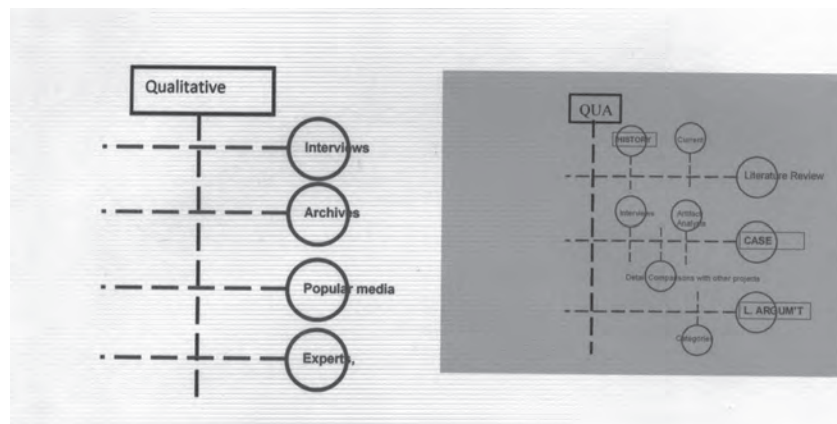 Qualitative
Interviews
Archives
Popular media
Experts,
QUA
HISTORY
Current
Literature Review
Interviews
Artifact
Analysis
CASE
Detail Comparisons with other projects
L. ARGUM'T
Categories